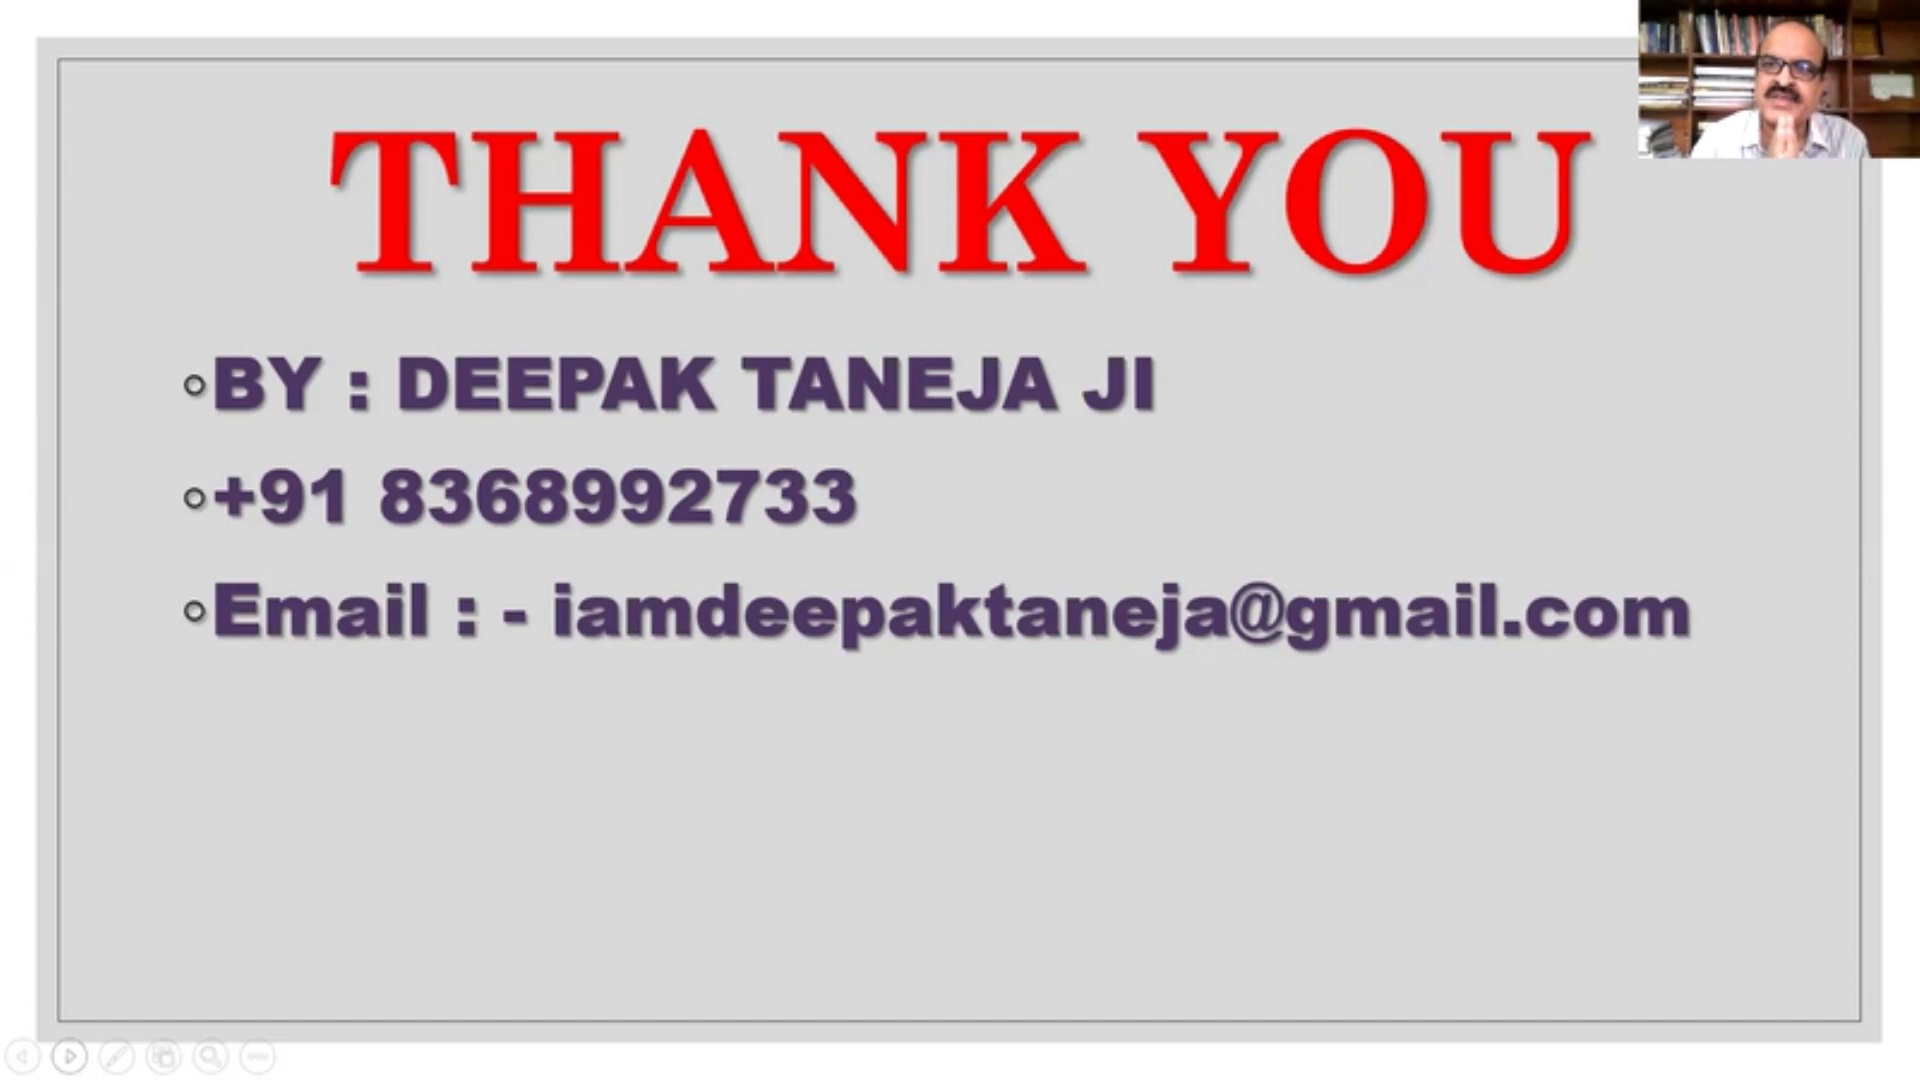 THANK YOU
BY : DEEPAK TANEJA JI
+91 8368992733
Email : - iamdeepaktaneja@gmail.com